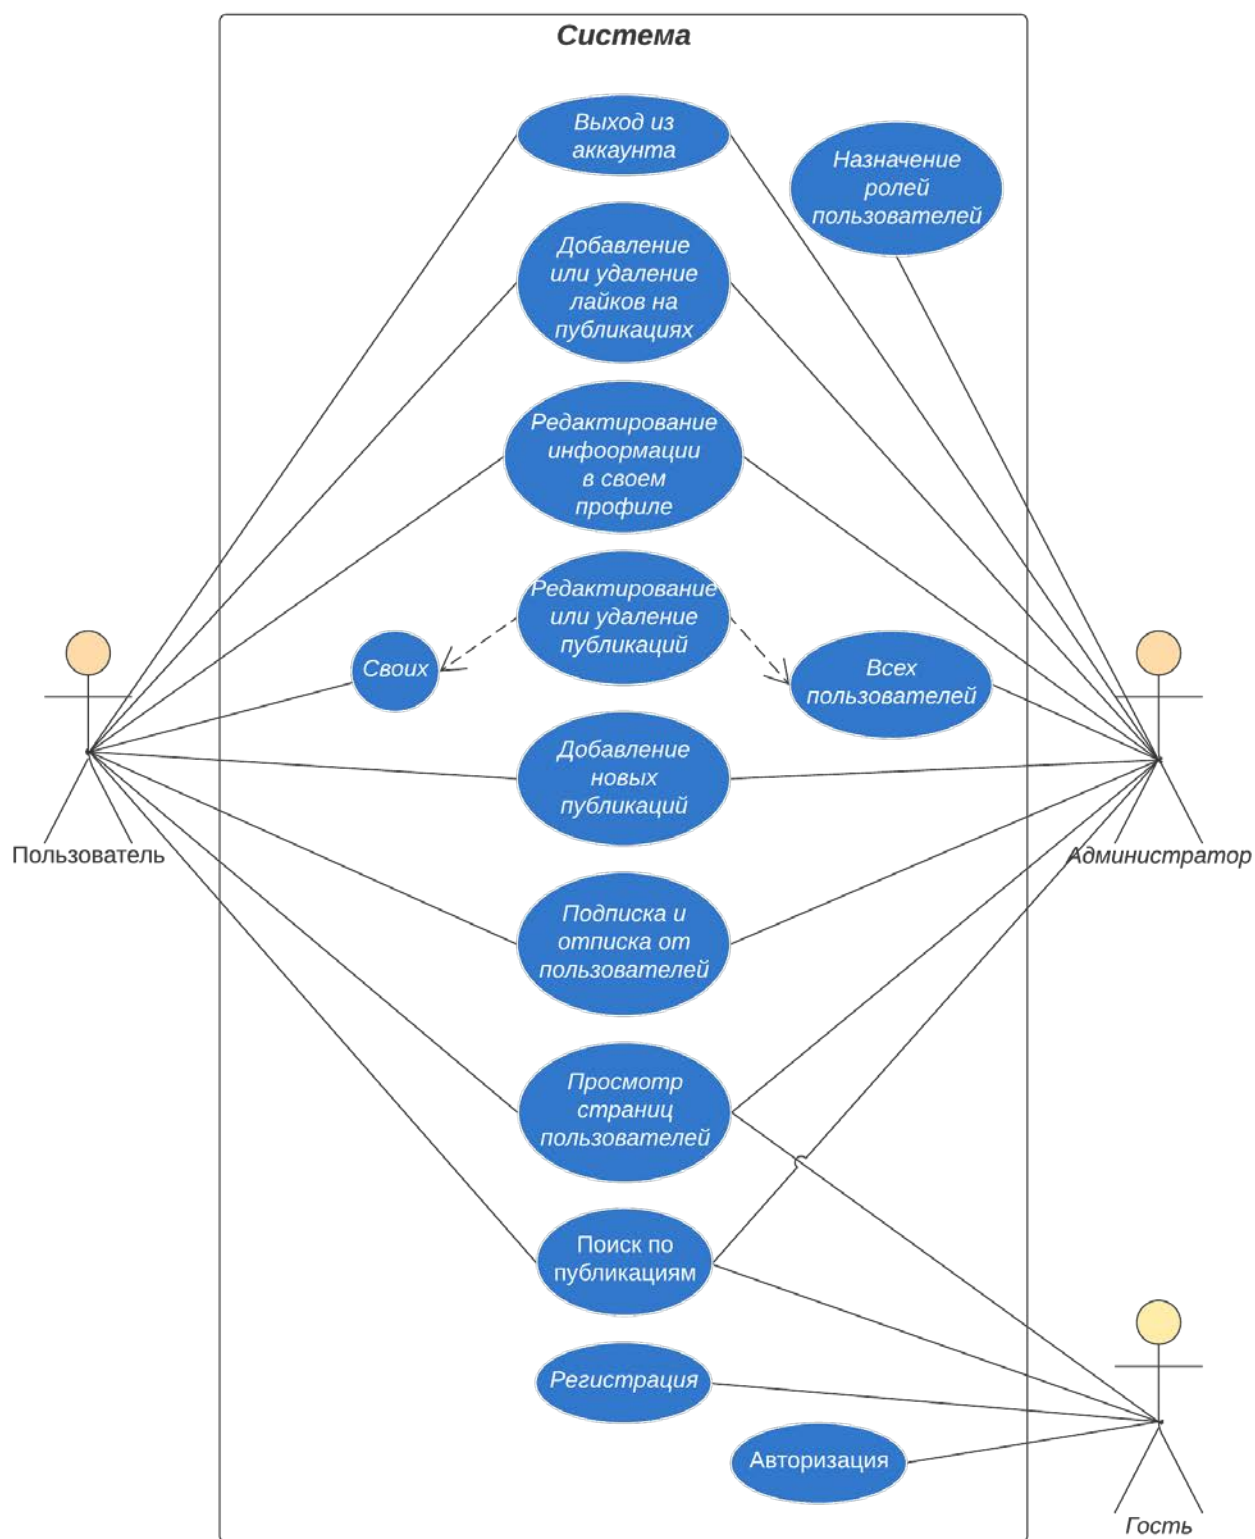 Система
Выход из
аккаунта
Назначение
ролей
пользователей
Добавление
или удаление
лайков на
публикациях
Редактирование
инфоормации
в своем
профиле
Редактирование
или удаление
публикаций
Своих
Всех
пользователей
Добавление
новых
публикаций
Пользователь
Администратор
Подписка и
отписка от
пользователей
Просмотр
страниц
пользователей
Поиск по
публикациям
Регистрация
Авторизация
Гость